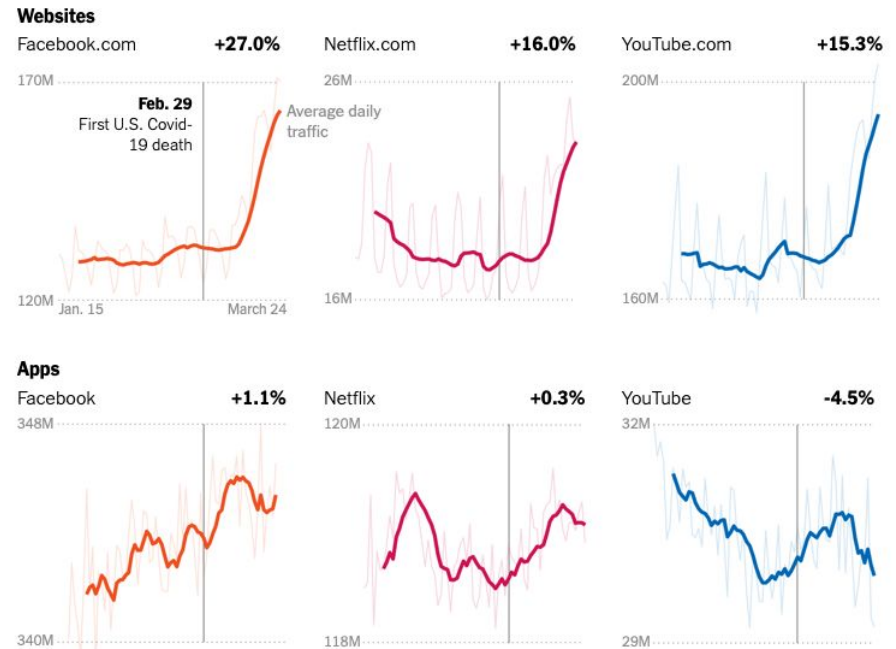 Websites
Facebook.com +27.0% Netflix.com +16.0% YouTube.com +15.3%
170M 26M 200M
Feb. 29
First U.S. Covid-
19 death
Average daily
traffic
120M 16M 160M
Jan. 15 March 24
Apps
Facebook +1.1% Netflix +0.3% YouTube -4.5%
348M 120M 32M
340M 118M 29M